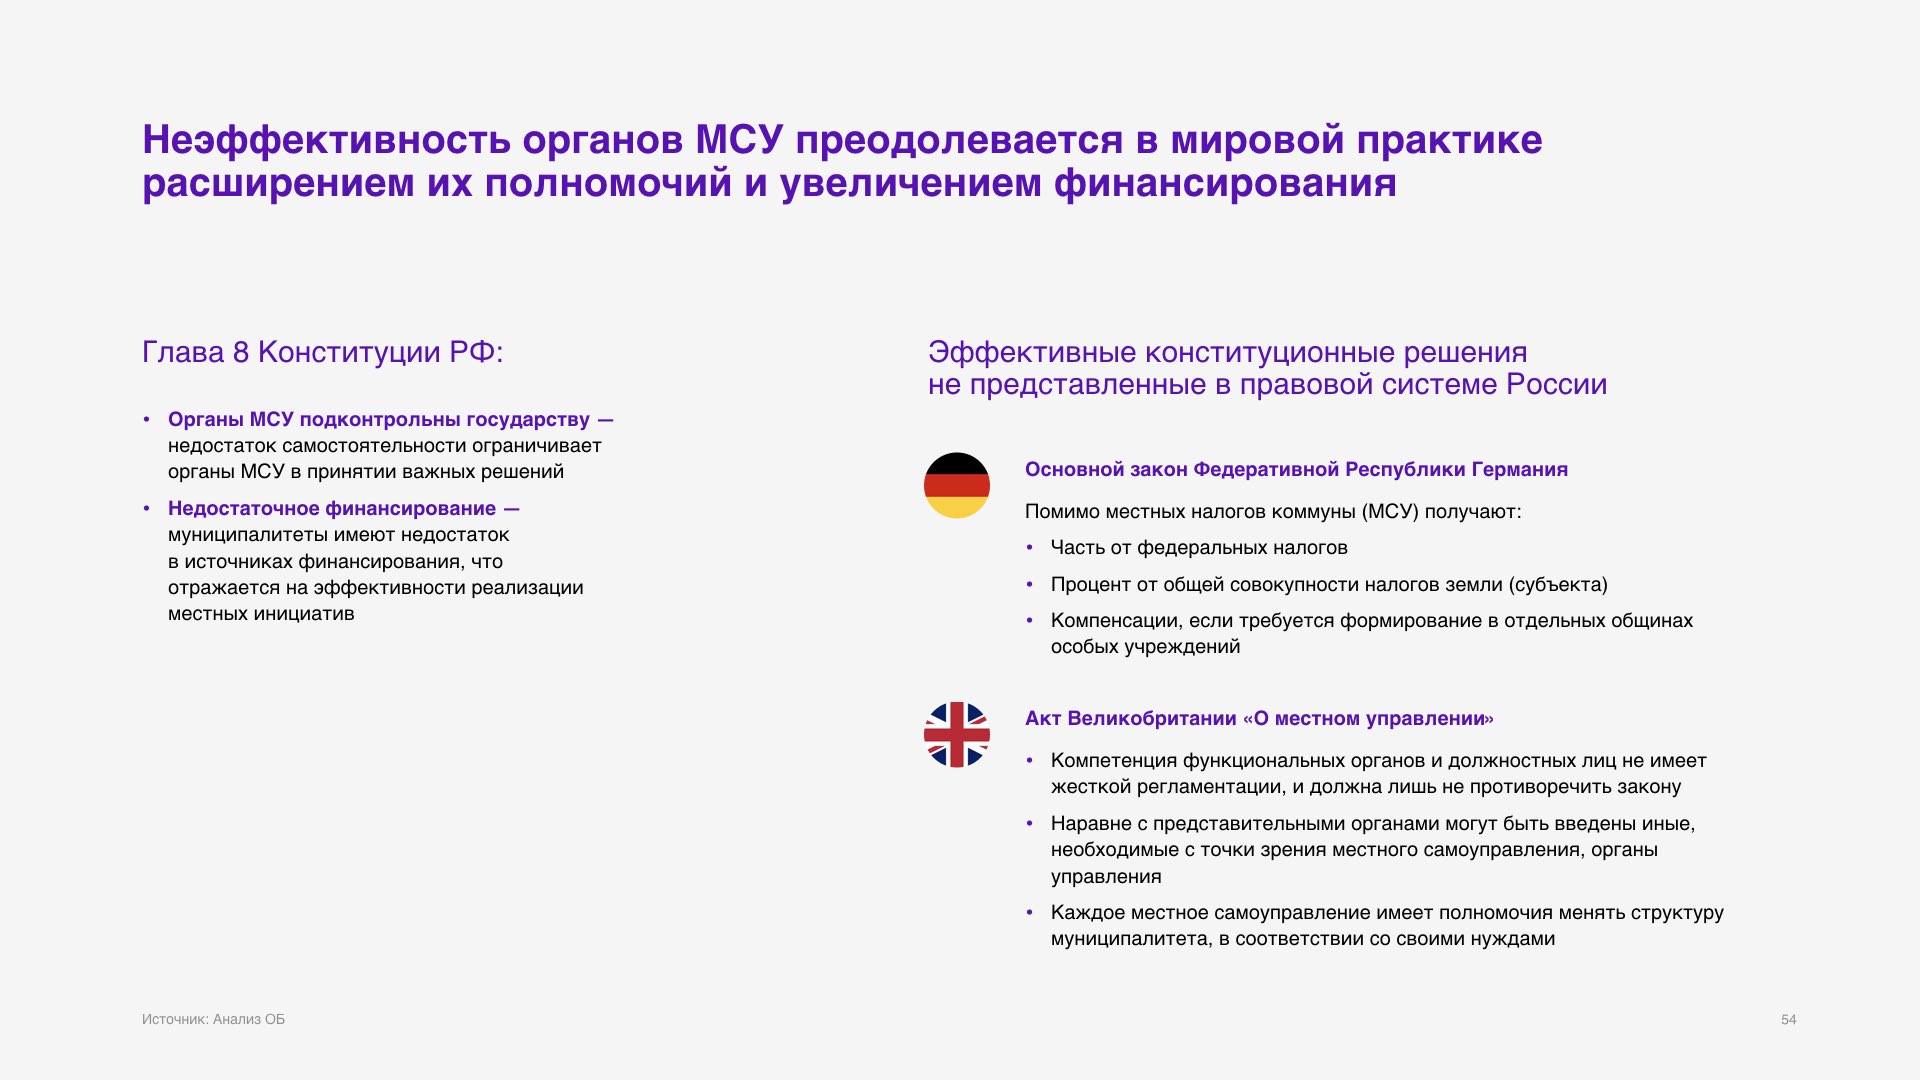 Неэффективность органов МСУ преодолевается в мировой практике
расширением их полномочий и увеличением финансирования
Глава 8 Конституции РФ:
• Органы МСУ подконтрольны государству —
недостаток самостоятельности ограничивает
органы МСУ в принятии важных решений
• Недостаточное финансирование —
муниципалитеты имеют недостаток
в источниках финансирования, что
отражается на эффективности реализации
местных инициатив
Эффективные конституционные решения
не представленные в правовой системе России
Основной закон Федеративной Республики Германия
Помимо местных налогов коммуны (МСУ) получают:
• Часть от федеральных налогов
• Процент от общей совокупности налогов земли (субъекта)
• Компенсации, если требуется формирование в отдельных общинах
особых учреждений
Акт Великобритании «О местном управлении»
• Компетенция функциональных органов и должностных лиц не имеет
жесткой регламентации, и должна лишь не противоречить закону
• Наравне с представительными органами могут быть введены иные,
необходимые с точки зрения местного самоуправления, органы
управления
• Каждое местное самоуправление имеет полномочия менять структуру
муниципалитета, в соответствии со своими нуждами
Источник: Анализ ОБ
54